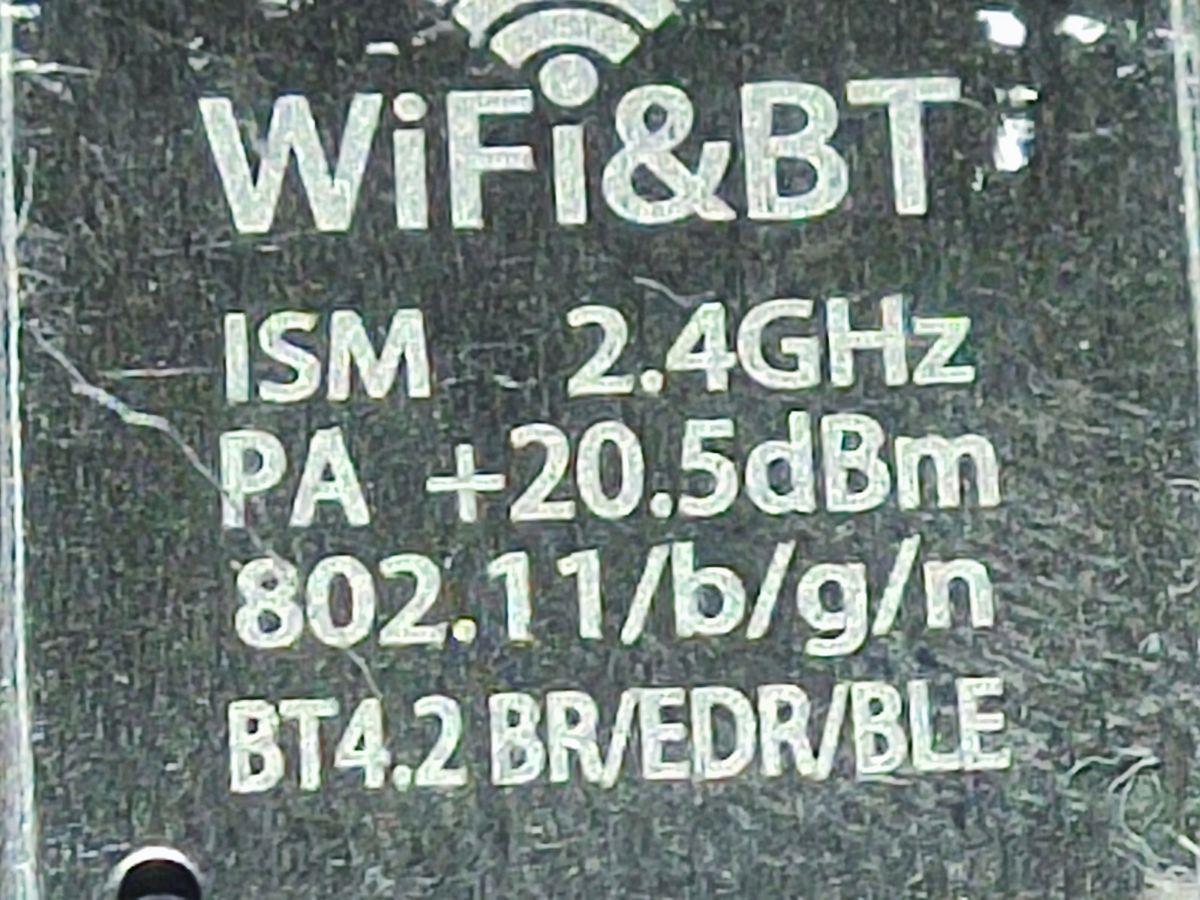 WiFi&BT
ISM 2.4GHz
PA +20.5dBm
802.11/b/g/n
BT4.2 BR/EDR/BLE